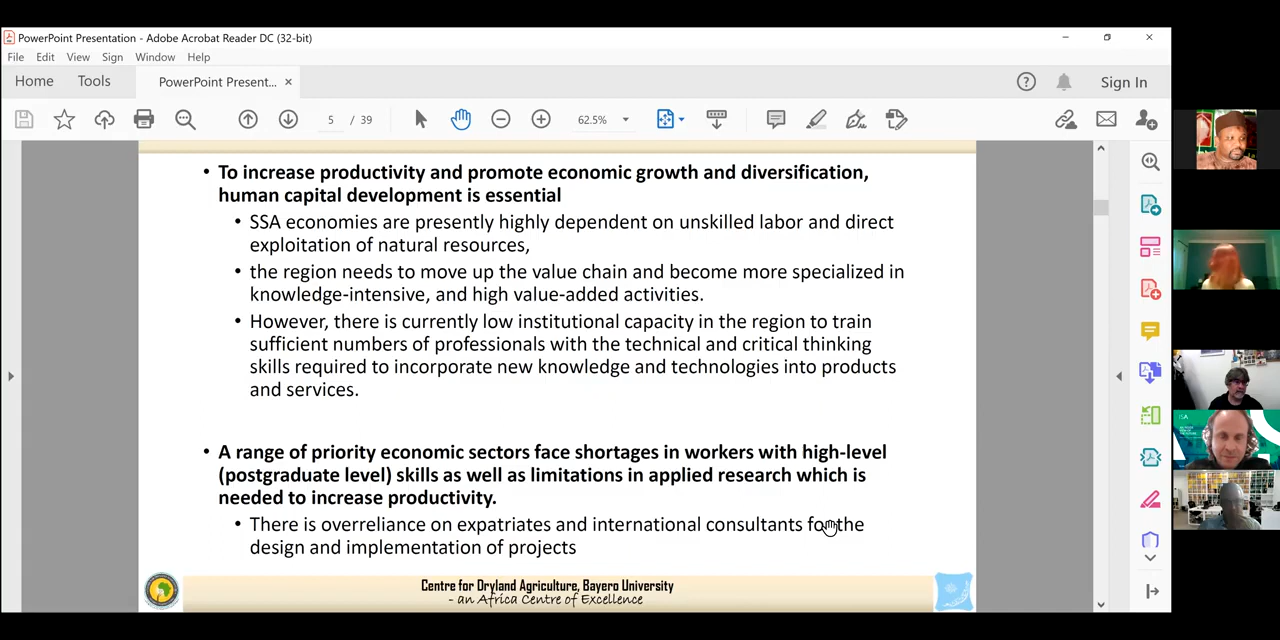 PowerPoint Presentation - Adobe Acrobat Reader DC (32-bit)
File Edit View Sign Window Help
Home Tools PowerPoint Present... Sign In
5 / 39 62.5%
• To increase productivity and promote economic growth and diversification,
human capital development is essential
• SSA economies are presently highly dependent on unskilled labor and direct
exploitation of natural resources,
• the region needs to move up the value chain and become more specialized in
knowledge-intensive, and high value-added activities.
• However, there is currently low institutional capacity in the region to train
sufficient numbers of professionals with the technical and critical thinking
skills required to incorporate new knowledge and technologies into products
and services.
• A range of priority economic sectors face shortages in workers with high-level
(postgraduate level) skills as well as limitations in applied research which is
needed to increase productivity.
• There is overreliance on expatriates and international consultants for the
design and implementation of projects
Centre for Dryland Agriculture, Bayero University
- an Africa Centre of Excellence